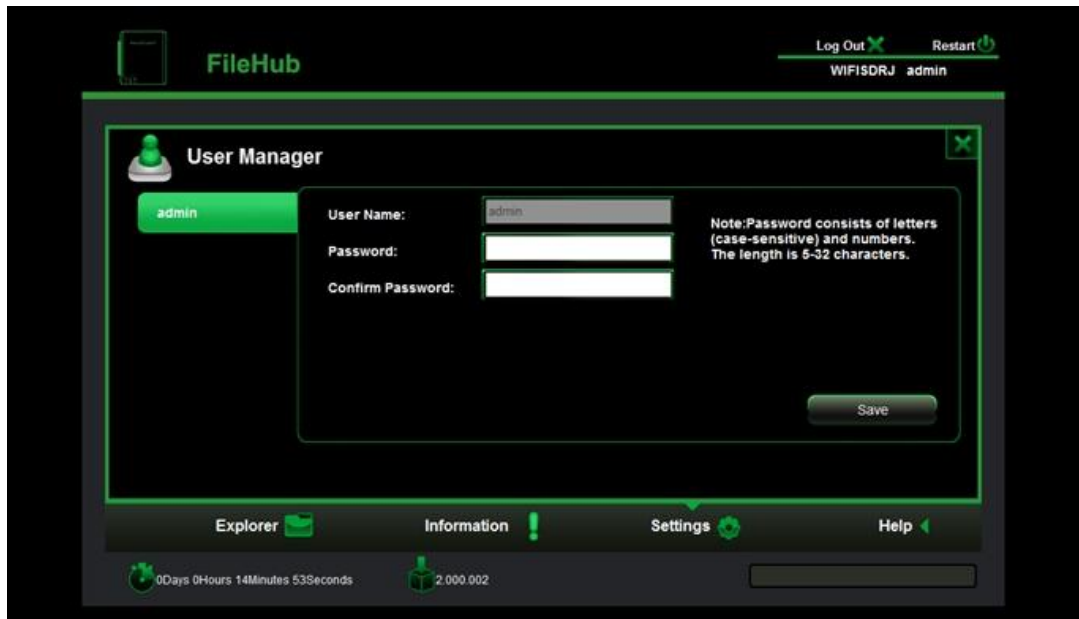 FileHub
Log Out
Restart
WIFISDRJ admin
User Manager
admin
User Name:
admin
Password:
Confirm Password:
Note:Password consists of letters
(case-sensitive) and numbers.
The length is 5-32 characters.
Save
Explorer
Information
Settings
Help
0Days 0Hours 14Minutes 53Seconds
2.000.002